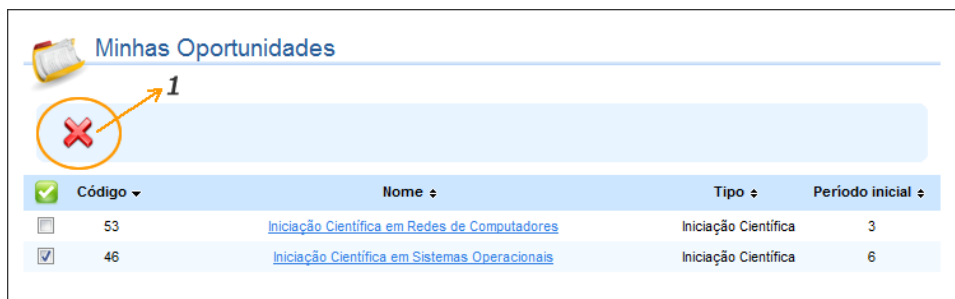 Minhas Oportunidades
1
Código Nome Tipo Período inicial
53 Iniciação Científica em Redes de Computadores Iniciação Científica 3
46 Iniciação Científica em Sistemas Operacionais Iniciação Científica 6